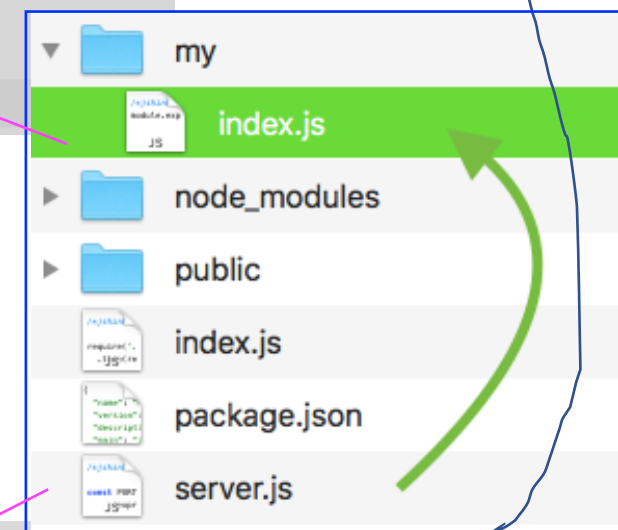 my
index.js
node_modules
public
index.js
package.json
server.js